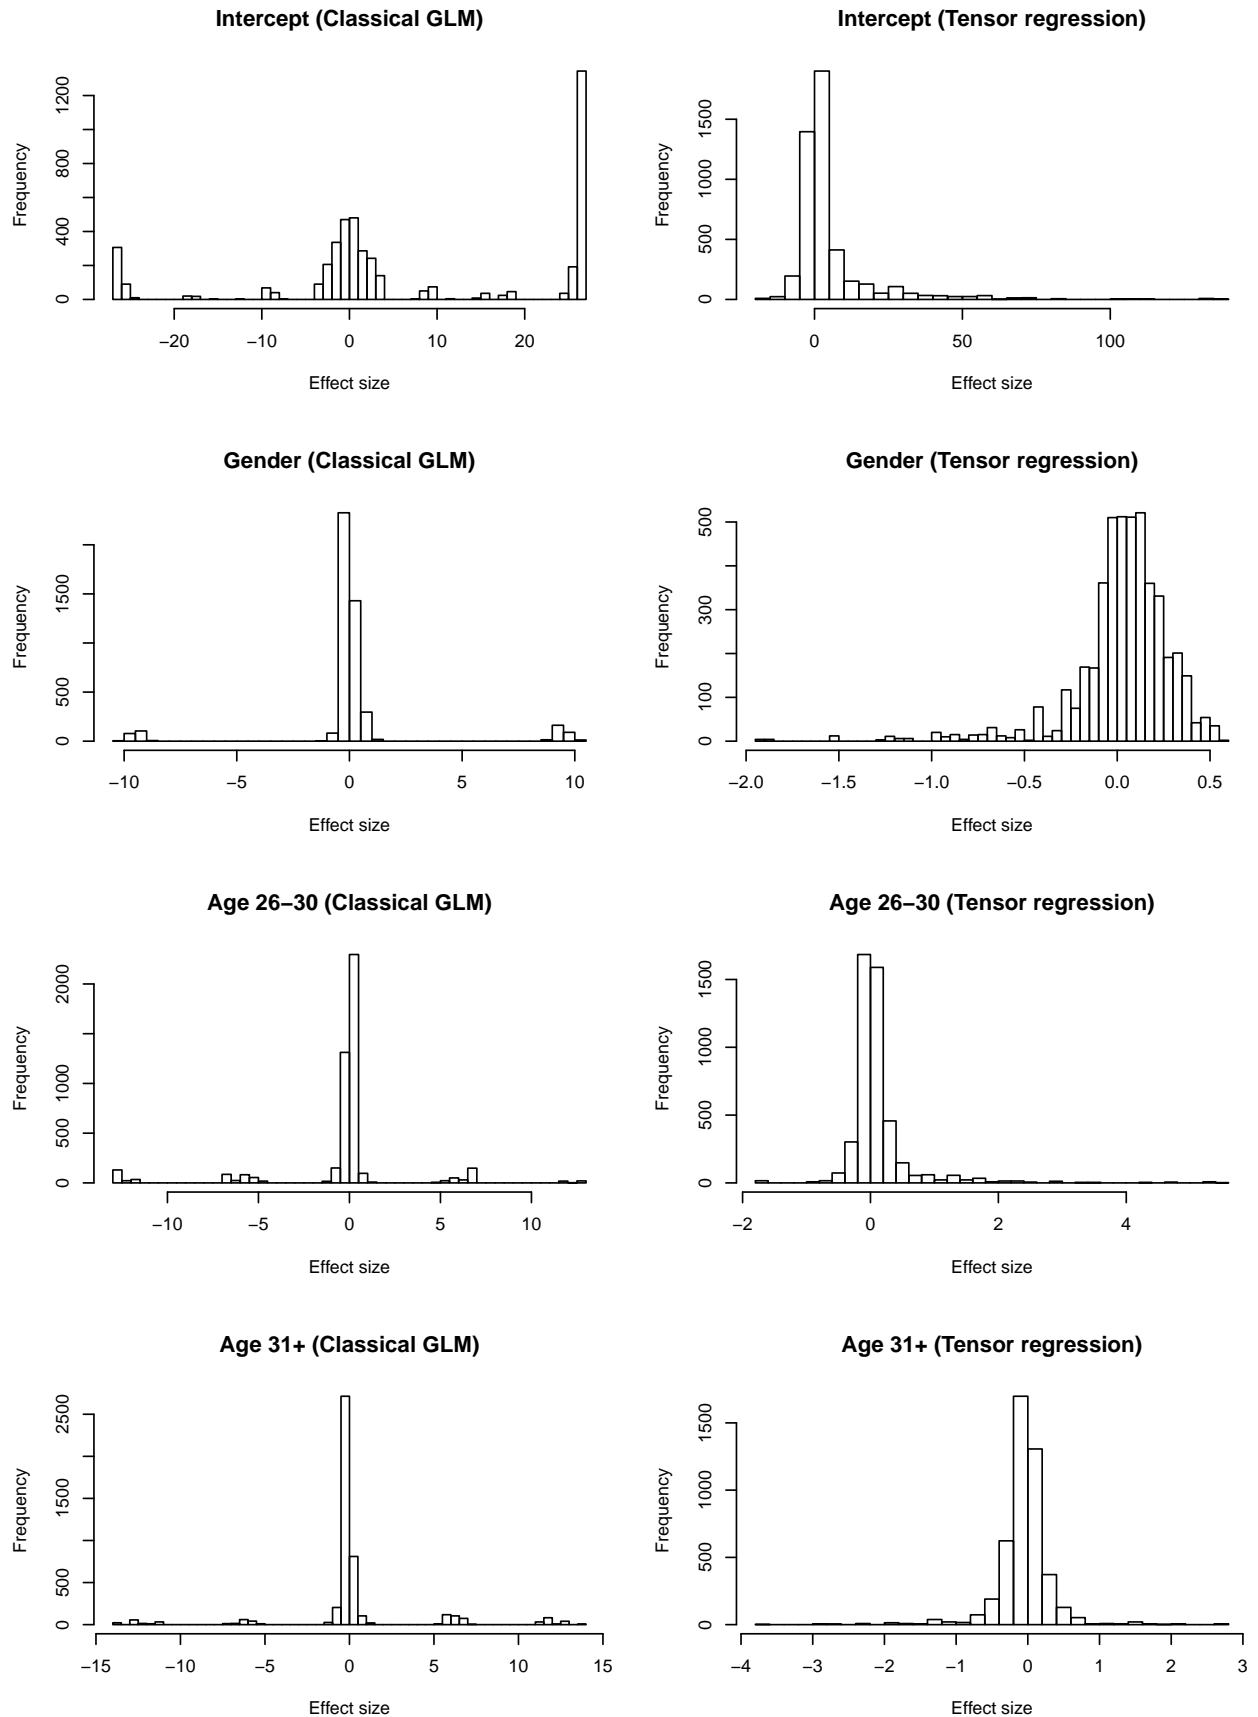 Intercept (Classical GLM)
Frequency
0 400 800 1200
−20 −10 0 10 20
Effect size
Intercept (Tensor regression)
Frequency
0 500 1000 1500
0 50 100
Effect size
Gender (Classical GLM)
Frequency
0 500 1500
−10 −5 0 5 10
Effect size
Gender (Tensor regression)
Frequency
0 100 300 500
−2.0 −1.5 −1.0 −0.5 0.0 0.5
Effect size
Age 26−30 (Classical GLM)
Frequency
0 500 1000 2000
−10 −5 0 5 10
Effect size
Age 26−30 (Tensor regression)
Frequency
0 500 1000 1500
−2 0 2 4
Effect size
Age 31+ (Classical GLM)
Frequency
0 500 1500 2500
−15 −10 −5 0 5 10 15
Effect size
Age 31+ (Tensor regression)
Frequency
0 500 1000 1500
−4 −3 −2 −1 0 1 2 3
Effect size